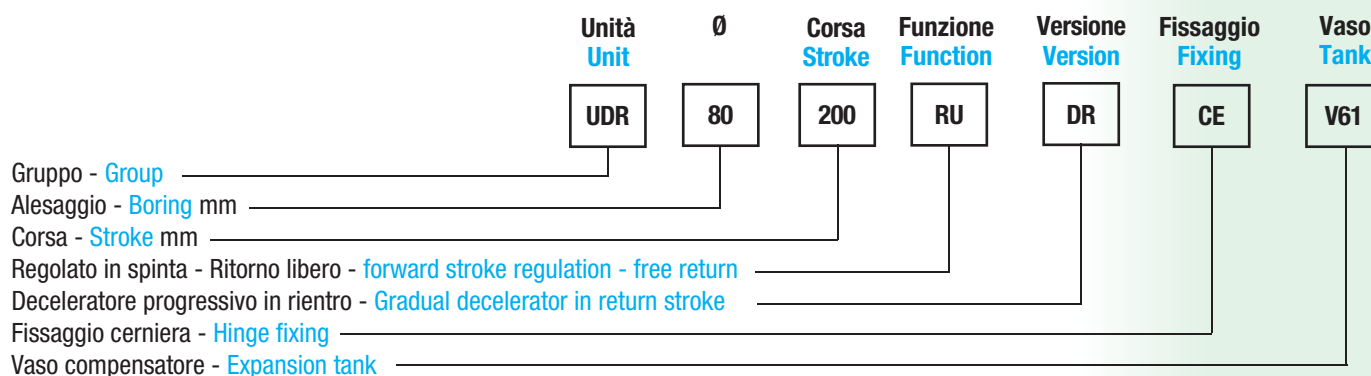 Unità Ø Corsa Funzione Versione Fissaggio Vaso
Unit Stroke Function Version Fixing Tank
UDR 80 200 RU DR CE V61
Gruppo - Group
Alesaggio - Boring mm
Corsa - Stroke mm
Regolato in spinta - Ritorno libero - forward stroke regulation - free return
Deceleratore progressivo in rientro - Gradual decelerator in return stroke
Fissaggio cerniera - Hinge fixing
Vaso compensatore - Expansion tank